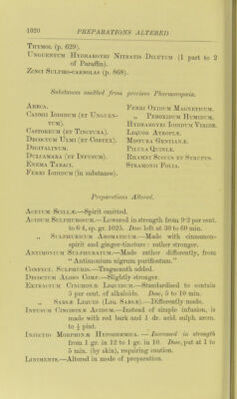 1020 PREPARATIONS ALTERED
Thymol (p. 629).
Unguentum Hydrargyri Nitratis Dilutum (1 part to 2
of Paraffin).
Zinci Sulpho-carbolas (p. 868).
Substances omitted from previous Pharmacopœia.
Areca.
Cadmii Iodidum (et Unguen-
tum).
Castoreum (et Tinctura).
Decoctum Ulmi (et Cortex).
Digitalinum.
Dulcamara (et Infusum).
Enema Tabaci.
Ferri Iodidum (in substance).
Ferri Oxidum Magneticum.
„ Peroxidum Humidum.
Hydrargyri Iodidum Viride.
Liquor Atropiæ.
Mistura Gentianæ.
Pilula Quiniæ.
Rhamni Succus et Syrupus.
Stramonii Folia.
Preparations Altered.
Acetum Scillæ.—Spirit omitted.
Acidum Sulphurosum.—Lowered in strength from 9·2 per cent.
to 6·4, sp. gr. 1025. Dose left at 30 to 60 min.
„ Sulphuricum Aromaticum.—Made with cinnamon-
spirit and ginger-tincture: rather stronger.
Antimonium Sulphuratum.—Made rather differently, from
"Antimonium nigrum purificatum."
Confect. Sulphuris.—Tragacanth added.
Decoctum Aloes Comp.—Slightly stronger.
Extractum Cinchonæ Liquidum.—Standardised to contain
5 per cent. of alkaloids. Dose, 5 to 10 min.
„ Sarsæ Liquid (Liq. Sarsæ).—Differently made.
Infusum Cinchonæ Acidum.—Instead of simple infusion, is
made with red bark and 1 dr. acid. sulph. arom.
to ½ pint.
Injectio Morphinæ Hypodermica.—Increased in strength
from 1 gr. in 12 to 1 gr. in 10. Dose, put at 1 to
5 min. (by skin), requiring caution.
Liniments.—Altered in mode of preparation.